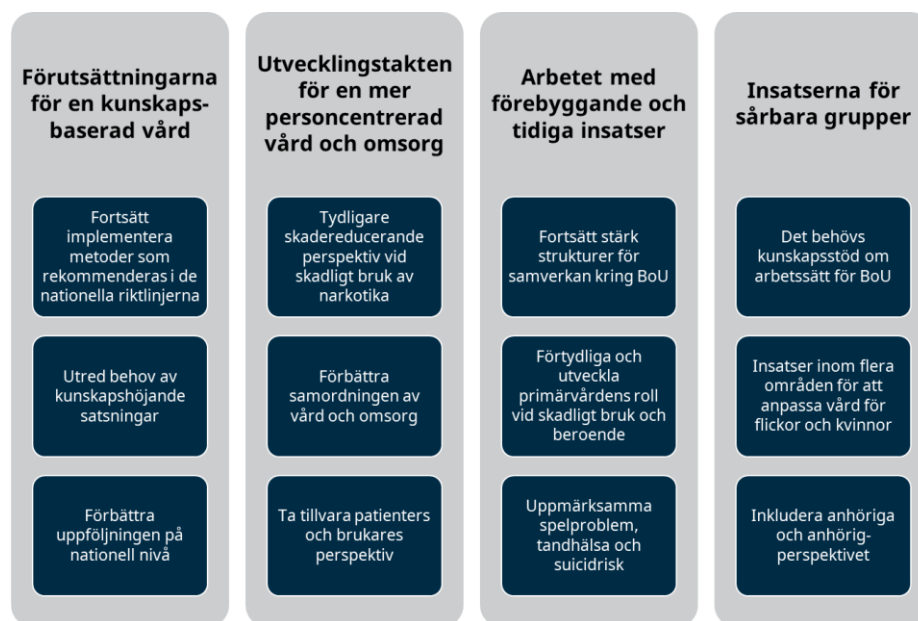 Förutsättningarna
för en kunskaps-
baserad vård
Fortsätt
implementera
metoder som
rekommenderas i de
nationella riktlinjerna
Utred behov av
kunskapshöjande
satsningar
Förbättra
uppföljningen på
nationell nivå
Utvecklingstakten
för en mer
personcentrerad
vård och omsorg
Tydligare
skadereducerande
perspektiv vid
skadligt bruk av
narkotika
Förbättra
samordningen av
vård och omsorg
Ta tillvara patienters
och brukares
perspektiv
Arbetet med
förebyggande och
tidiga insatser
Fortsätt stärk
strukturer för
samverkan kring BoU
Förtydliga och
utveckla
primärvårdens roll
vid skadligt bruk och
beroende
Uppmärksamma
spelproblem,
tandhälsa och
suicidrisk
Insatserna för
sårbara grupper
Det behövs
kunskapsstöd om
arbetssätt för BoU
Insatser inom flera
områden för att
anpassa vård för
flickor och kvinnor
Inkludera anhöriga
och anhörig-
perspektivet